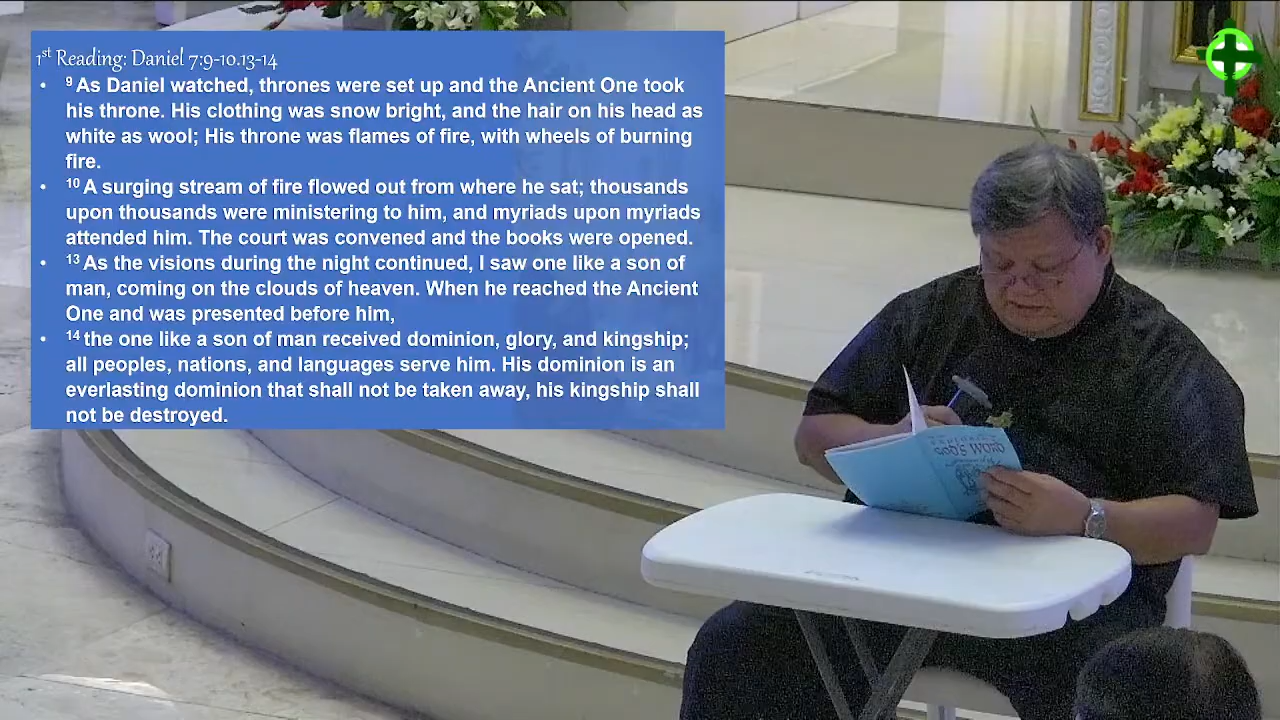 1st Reading: Daniel 7:9-10.13-14
• 9 As Daniel watched, thrones were set up and the Ancient One took
his throne. His clothing was snow bright, and the hair on his head as
white as wool; His throne was flames of fire, with wheels of burning
fire.
• 10 A surging stream of fire flowed out from where he sat; thousands
upon thousands were ministering to him, and myriads upon myriads
attended him. The court was convened and the books were opened.
• 13 As the visions during the night continued, I saw one like a son of
man, coming on the clouds of heaven. When he reached the Ancient
One and was presented before him,
• 14 the one like a son of man received dominion, glory, and kingship;
all peoples, nations, and languages serve him. His dominion is an
everlasting dominion that shall not be taken away, his kingship shall
not be destroyed.